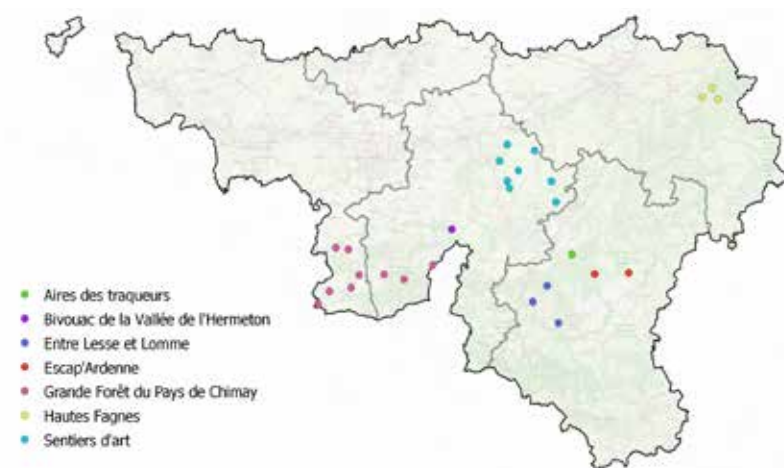 Aires des traqueurs
Bivouac de la Vallée de l'Hermeton
Entre Lesse et Lomme
Escap'Ardenne
Grande Forêt du Pays de Chimay
Hautes Fagnes
Sentiers d'art